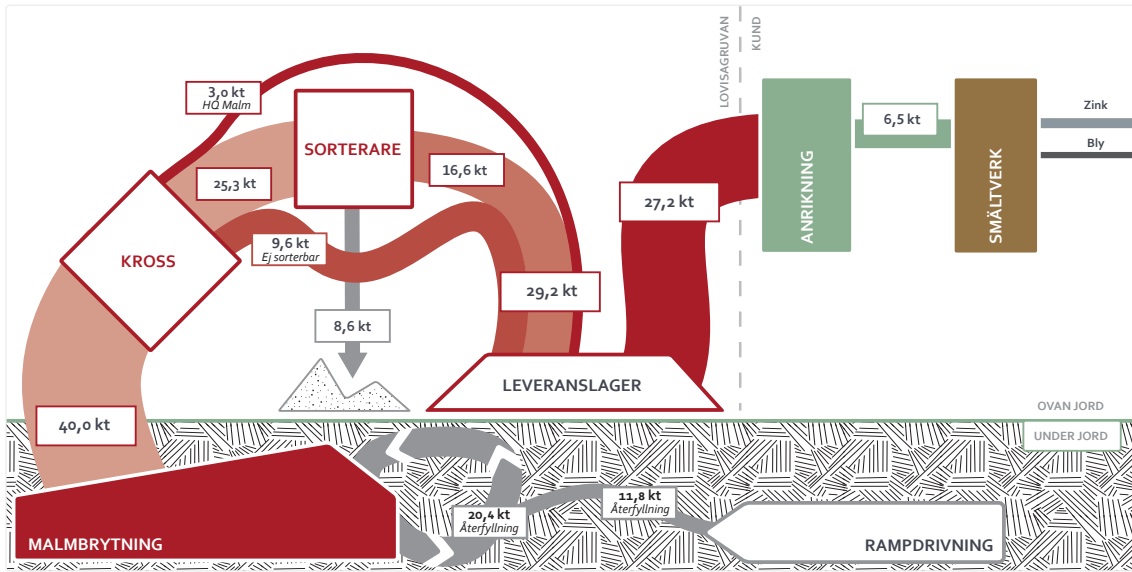 3,0 kt
HQ Malm
SORTERARE
25,3 kt
16,6 kt
9,6 kt
Ej sorterbar
KROSS
8,6 kt
29,2 kt
LEVERANSLAGER
27,2 kt
LOVISAGRUVAN
KUND
ANRIKNING
6,5 kt
SMÄLTVERK
Zink
Bly
40,0 kt
OVAN JORD
UNDER JORD
MALMBRYTNING
20,4 kt
Återfyllning
11,8 kt
Återfyllning
RAMPDRIVNING